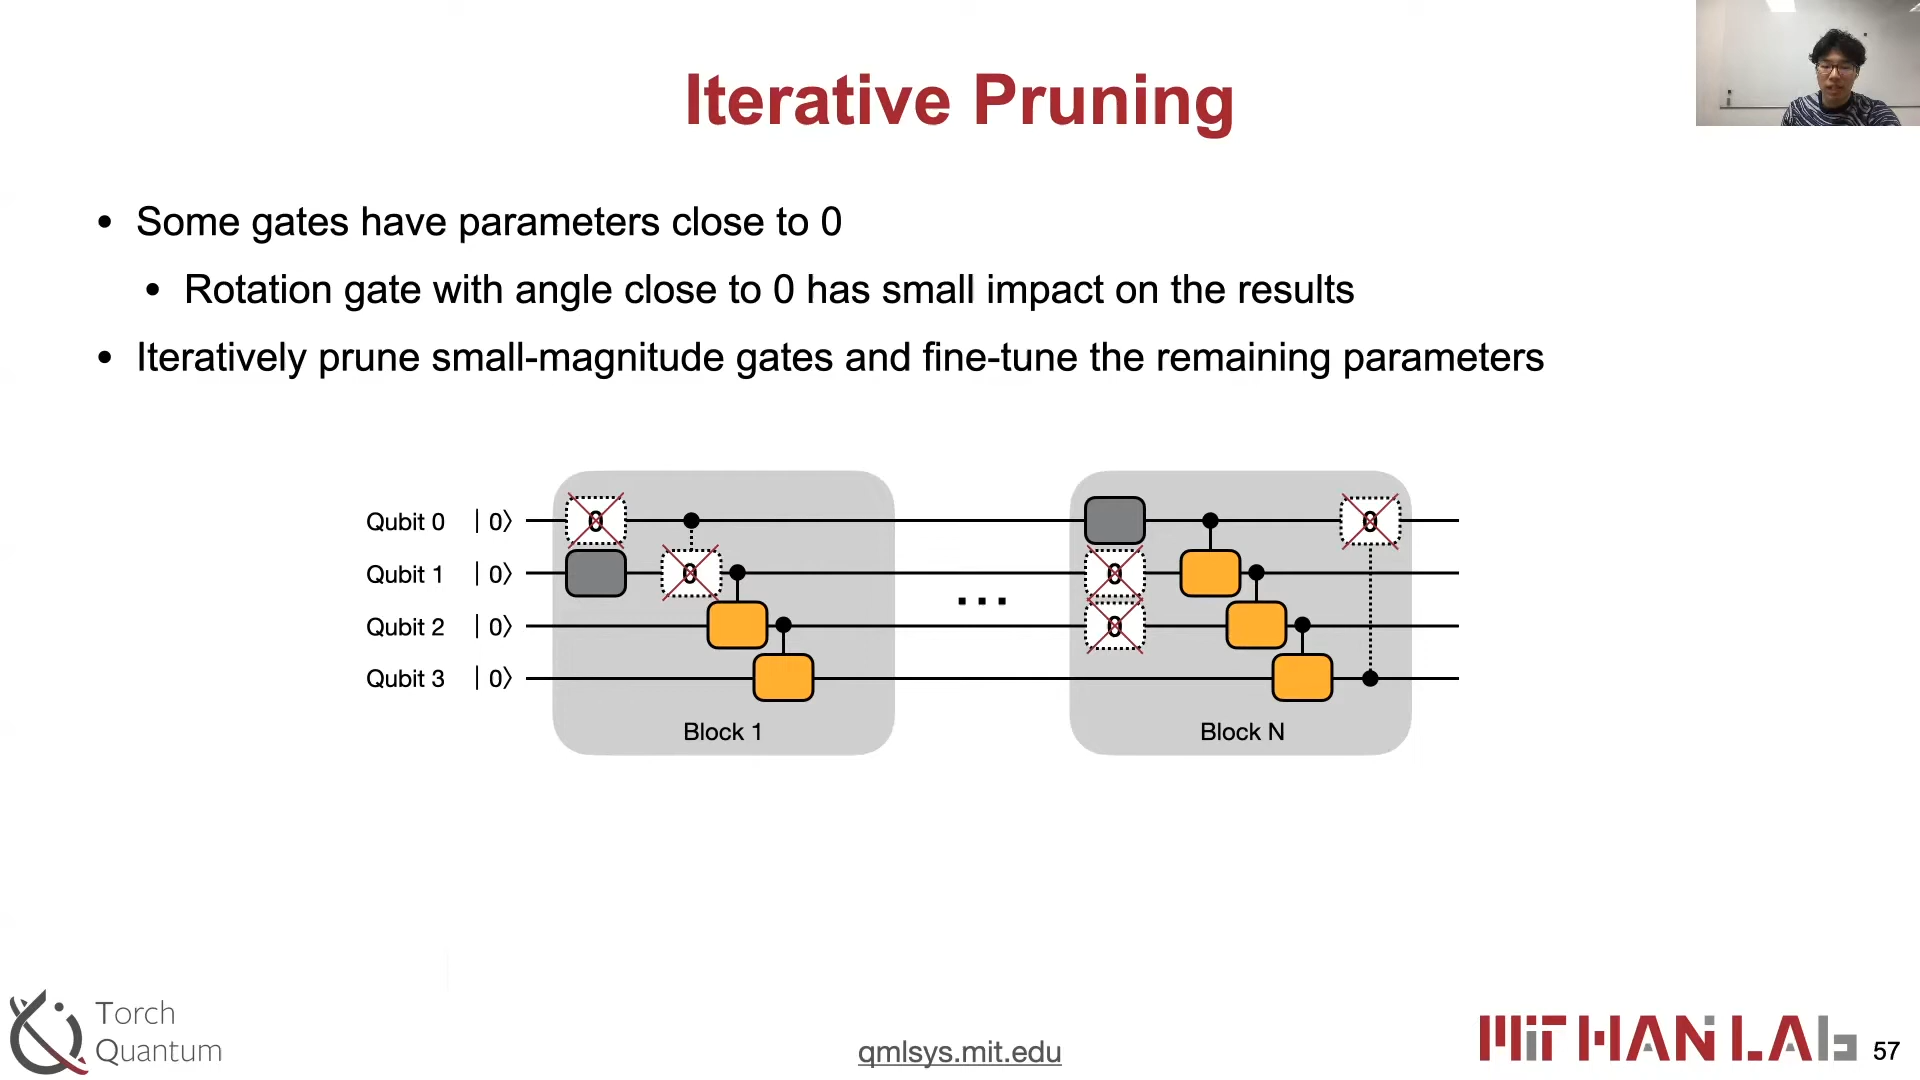 Iterative Pruning
• Some gates have parameters close to 0
• Rotation gate with angle close to 0 has small impact on the results
• Iteratively prune small-magnitude gates and fine-tune the remaining parameters
Qubit 0 |0⟩ 0 0
Qubit 1 |0⟩ 0 ... 0
Qubit 2 |0⟩ 0
Qubit 3 |0⟩
Block 1 Block N
Torch
Quantum
qmlsys.mit.edu
MIT HAN LAb
57